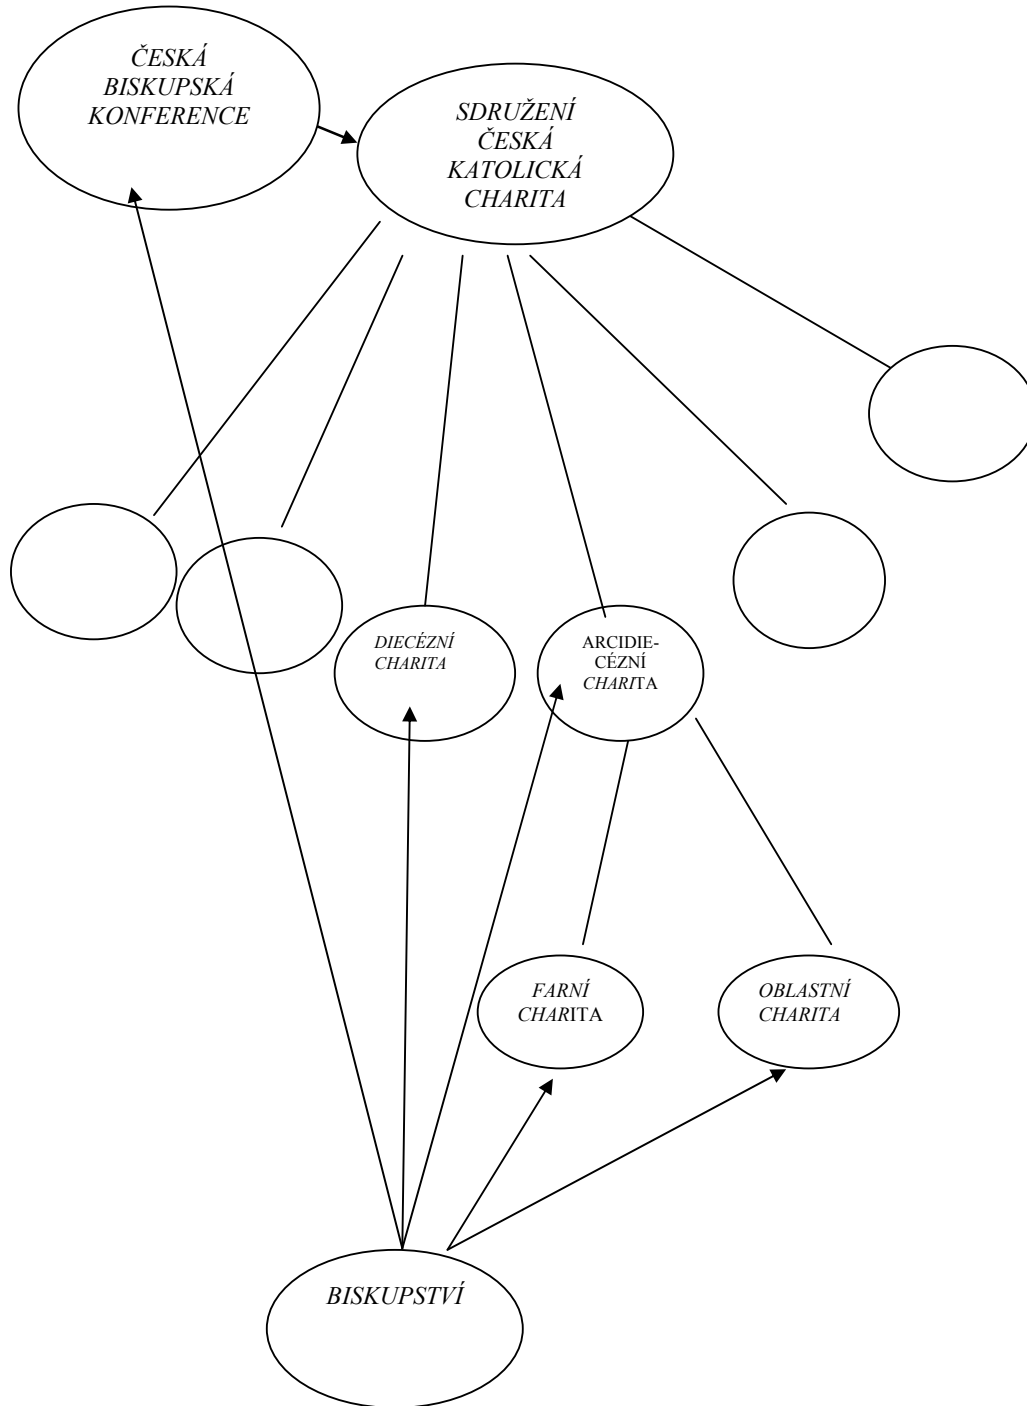 ČESKÁ
BISKUPSKÁ
KONFERENCE
SDRUŽENÍ
ČESKÁ
KATOLICKÁ
CHARITA
DIECÉZNÍ
CHARITA
ARCIDIE-
CÉZNÍ
CHARITA
FARNÍ
CHARITA
OBLASTNÍ
CHARITA
BISKUPSTVÍ